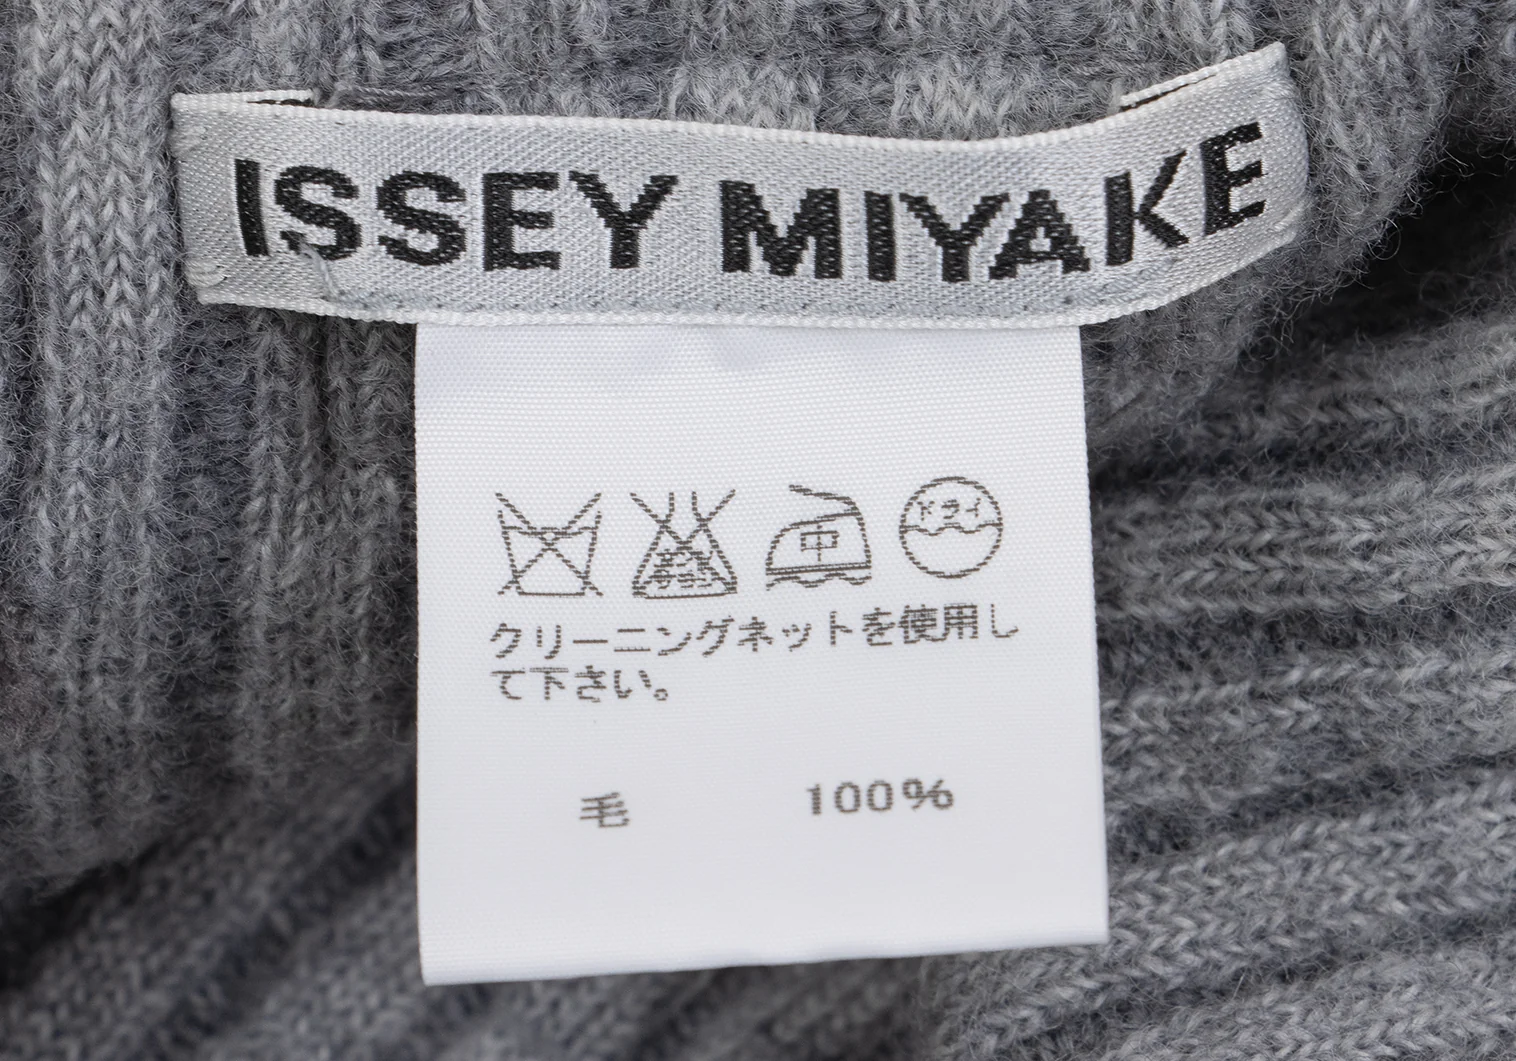 ISSEY MIYAKE
中 ドライ
クリーニングネットを使用し
て下さい。
毛 100%